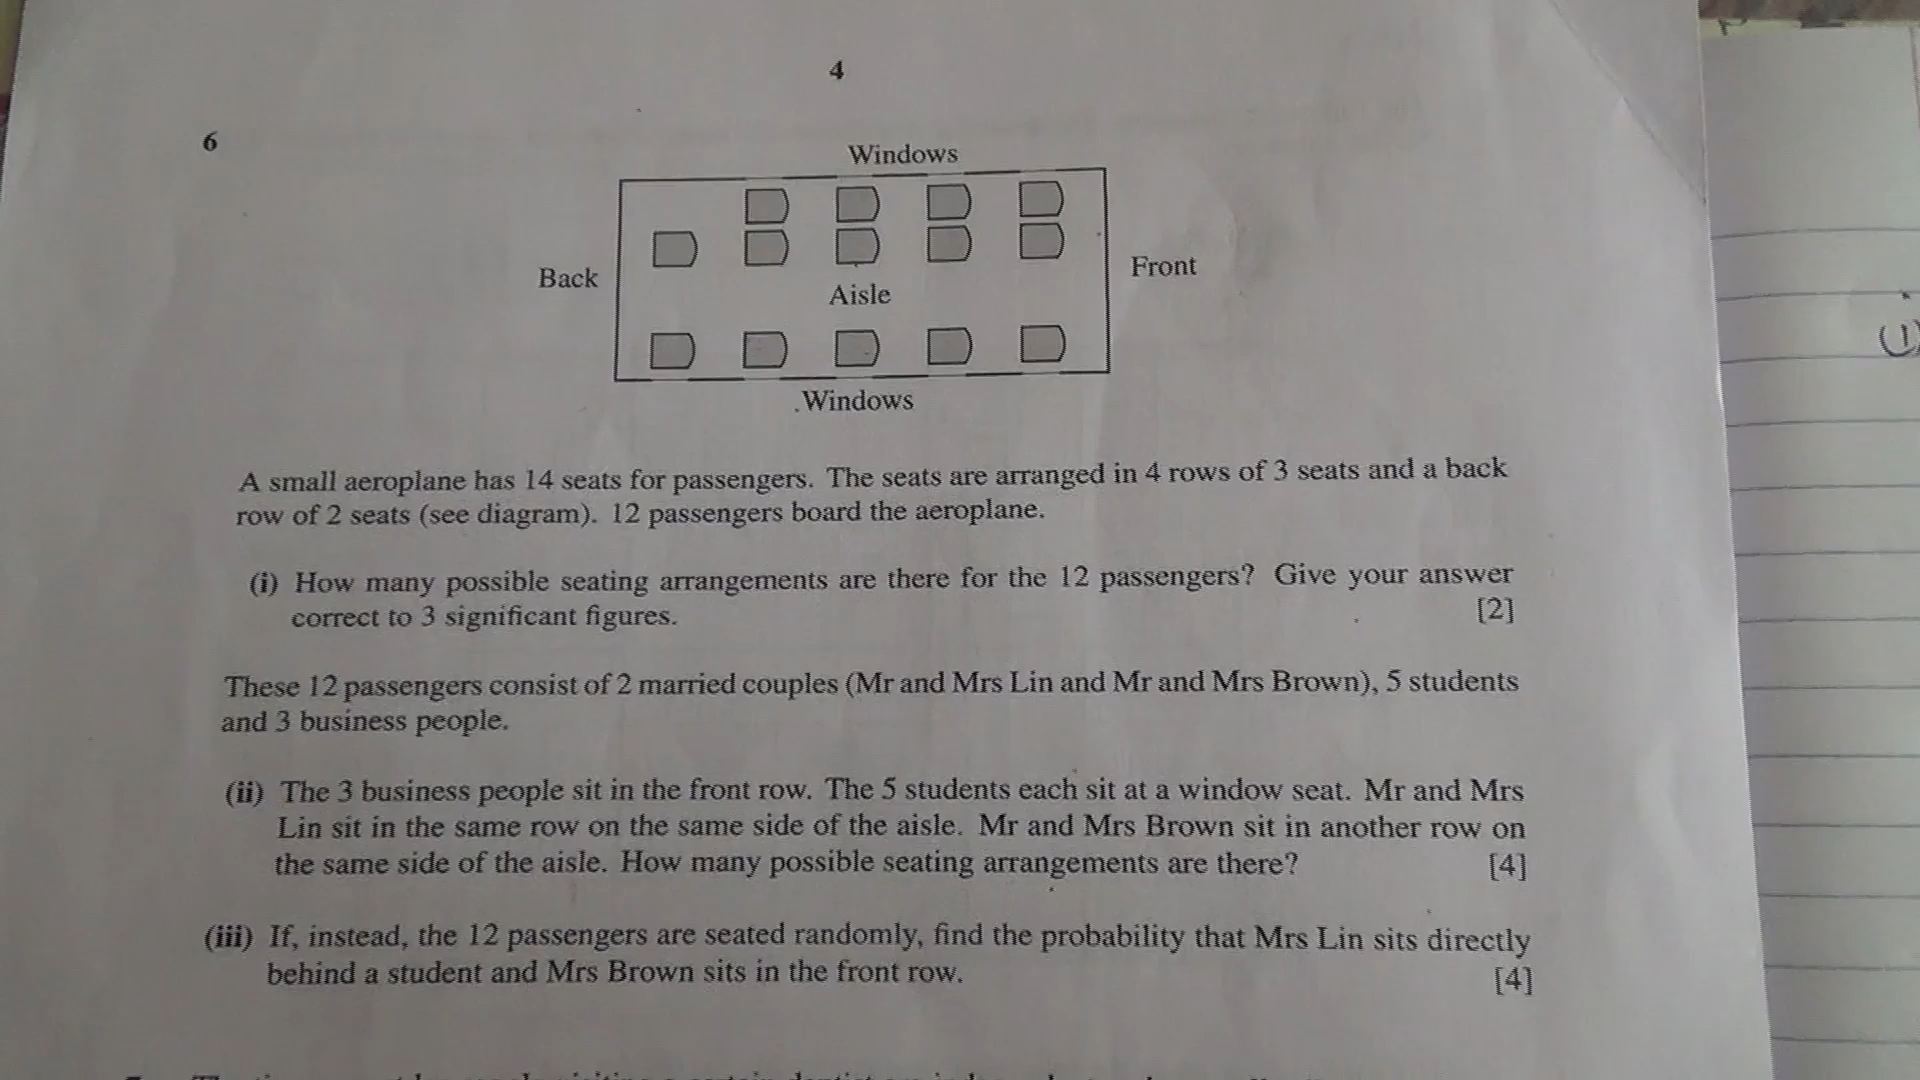 4
6
Windows
Back
Front
Aisle
.Windows
A small aeroplane has 14 seats for passengers. The seats are arranged in 4 rows of 3 seats and a back
row of 2 seats (see diagram). 12 passengers board the aeroplane.
(i) How many possible seating arrangements are there for the 12 passengers? Give your answer
correct to 3 significant figures. [2]
These 12 passengers consist of 2 married couples (Mr and Mrs Lin and Mr and Mrs Brown), 5 students
and 3 business people.
(ii) The 3 business people sit in the front row. The 5 students each sit at a window seat. Mr and Mrs
Lin sit in the same row on the same side of the aisle. Mr and Mrs Brown sit in another row on
the same side of the aisle. How many possible seating arrangements are there? [4]
(iii) If, instead, the 12 passengers are seated randomly, find the probability that Mrs Lin sits directly
behind a student and Mrs Brown sits in the front row. [4]